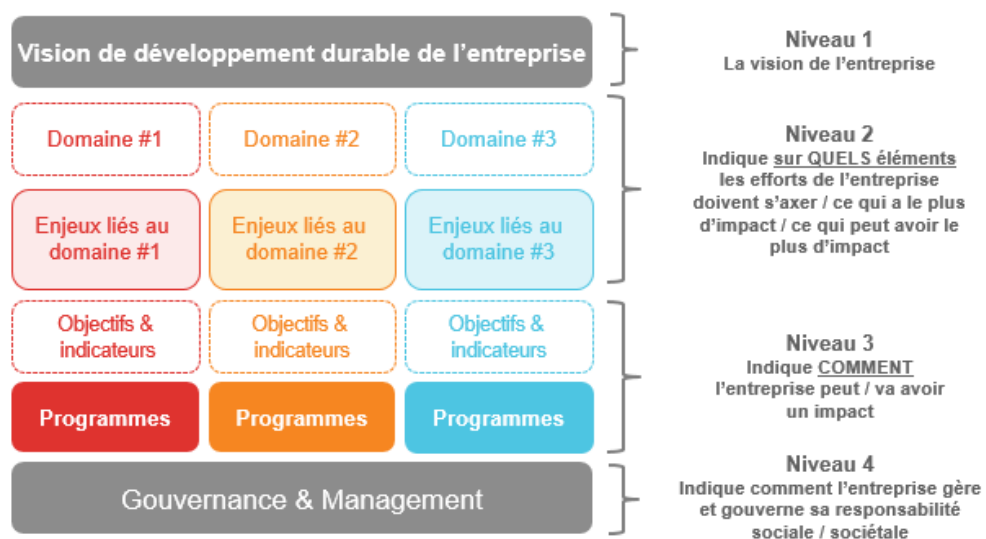 Vision de développement durable de l'entreprise
Niveau 1
La vision de l'entreprise
Domaine #1
Domaine #2
Domaine #3
Enjeux liés au
domaine #1
Enjeux liés au
domaine #2
Enjeux liés au
domaine #3
Niveau 2
Indique sur QUELS éléments
les efforts de l'entreprise
doivent s'axer / ce qui a le plus
d'impact / ce qui peut avoir le
plus d'impact
Objectifs &
indicateurs
Objectifs &
indicateurs
Objectifs &
indicateurs
Programmes
Programmes
Programmes
Niveau 3
Indique COMMENT
l'entreprise peut / va avoir
un impact
Gouvernance & Management
Niveau 4
Indique comment l'entreprise gère
et gouverne sa responsabilité
sociale / sociétale